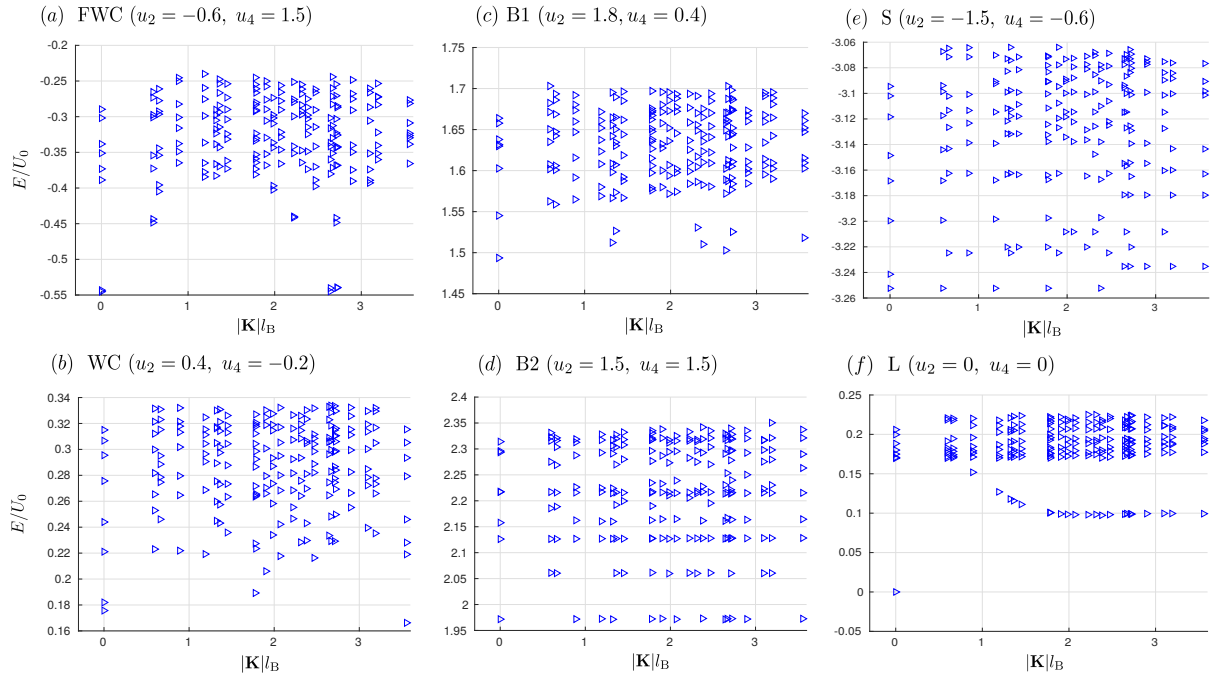 (a) FWC (u₂ = −0.6, u₄ = 1.5)
E/U₀
-0.2
-0.25
-0.3
-0.35
-0.4
-0.45
-0.5
-0.55
0 1 2 3
|K|l_B
(c) B1 (u₂ = 1.8, u₄ = 0.4)
1.75
1.7
1.65
1.6
1.55
1.5
1.45
0 1 2 3
|K|l_B
(e) S (u₂ = −1.5, u₄ = −0.6)
-3.06
-3.08
-3.1
-3.12
-3.14
-3.16
-3.18
-3.2
-3.22
-3.24
-3.26
0 1 2 3
|K|l_B
(b) WC (u₂ = 0.4, u₄ = −0.2)
E/U₀
0.34
0.32
0.3
0.28
0.26
0.24
0.22
0.2
0.18
0.16
0 1 2 3
|K|l_B
(d) B2 (u₂ = 1.5, u₄ = 1.5)
2.4
2.35
2.3
2.25
2.2
2.15
2.1
2.05
2
1.95
0 1 2 3
|K|l_B
(f) L (u₂ = 0, u₄ = 0)
0.25
0.2
0.15
0.1
0.05
0
-0.05
0 1 2 3
|K|l_B